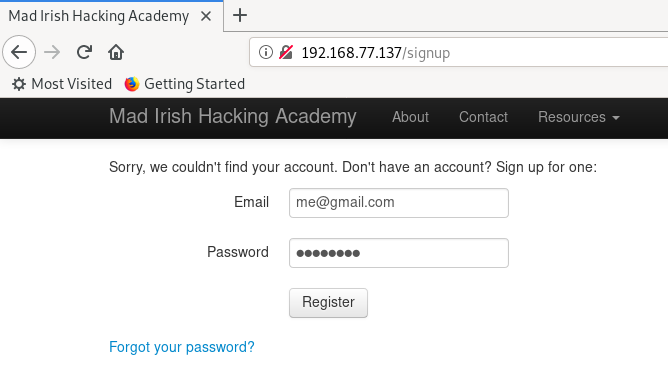 Mad Irish Hacking Academy
192.168.77.137/signup
Most Visited Getting Started
Mad Irish Hacking Academy About Contact Resources
Sorry, we couldn't find your account. Don't have an account? Sign up for one:
Email me@gmail.com
Password ●●●●●●●●
Register
Forgot your password?